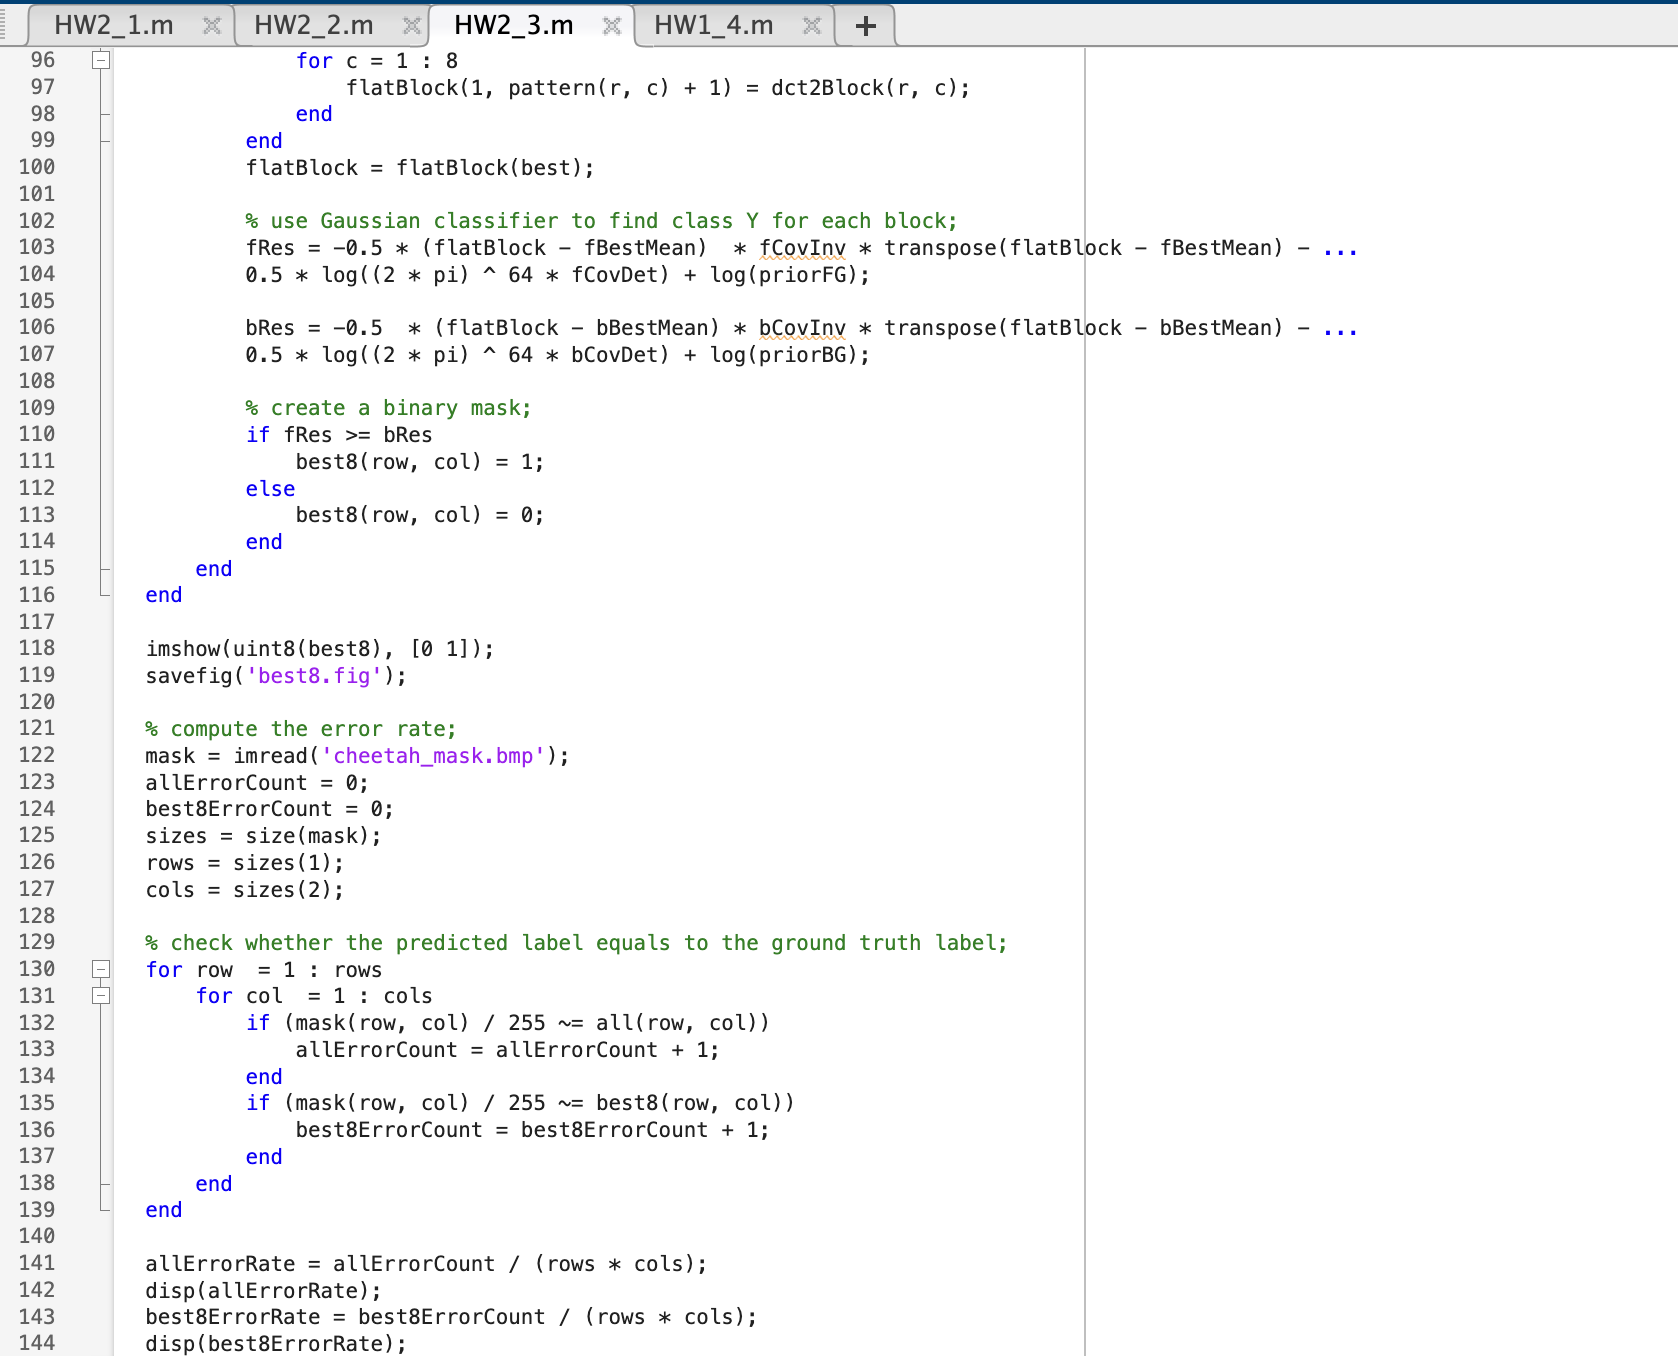 HW2_1.m HW2_2.m HW2_3.m HW1_4.m +
96 for c = 1 : 8
97 flatBlock(1, pattern(r, c) + 1) = dct2Block(r, c);
98 end
99 end
100 flatBlock = flatBlock(best);
101
102 % use Gaussian classifier to find class Y for each block;
103 fRes = -0.5 * (flatBlock - fBestMean)  * fCovInv * transpose(flatBlock - fBestMean) - ...
104 0.5 * log((2 * pi) ^ 64 * fCovDet) + log(priorFG);
105
106 bRes = -0.5  * (flatBlock - bBestMean) * bCovInv * transpose(flatBlock - bBestMean) - ...
107 0.5 * log((2 * pi) ^ 64 * bCovDet) + log(priorBG);
108
109 % create a binary mask;
110 if fRes >= bRes
111 best8(row, col) = 1;
112 else
113 best8(row, col) = 0;
114 end
115 end
116 end
117
118 imshow(uint8(best8), [0 1]);
119 savefig('best8.fig');
120
121 % compute the error rate;
122 mask = imread('cheetah_mask.bmp');
123 allErrorCount = 0;
124 best8ErrorCount = 0;
125 sizes = size(mask);
126 rows = sizes(1);
127 cols = sizes(2);
128
129 % check whether the predicted label equals to the ground truth label;
130 for row  = 1 : rows
131 for col  = 1 : cols
132 if (mask(row, col) / 255 ~= all(row, col))
133 allErrorCount = allErrorCount + 1;
134 end
135 if (mask(row, col) / 255 ~= best8(row, col))
136 best8ErrorCount = best8ErrorCount + 1;
137 end
138 end
139 end
140
141 allErrorRate = allErrorCount / (rows * cols);
142 disp(allErrorRate);
143 best8ErrorRate = best8ErrorCount / (rows * cols);
144 disp(best8ErrorRate);